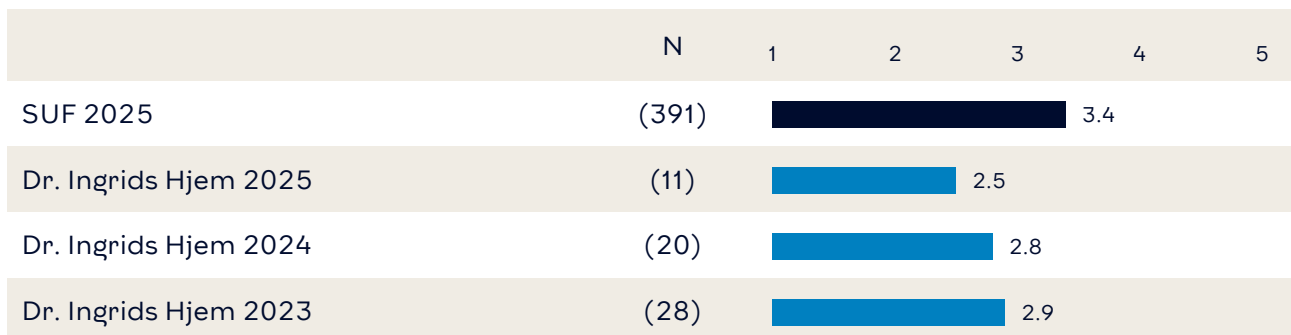 N 1 2 3 4 5
SUF 2025 (391) 3.4
Dr. Ingrids Hjem 2025 (11) 2.5
Dr. Ingrids Hjem 2024 (20) 2.8
Dr. Ingrids Hjem 2023 (28) 2.9